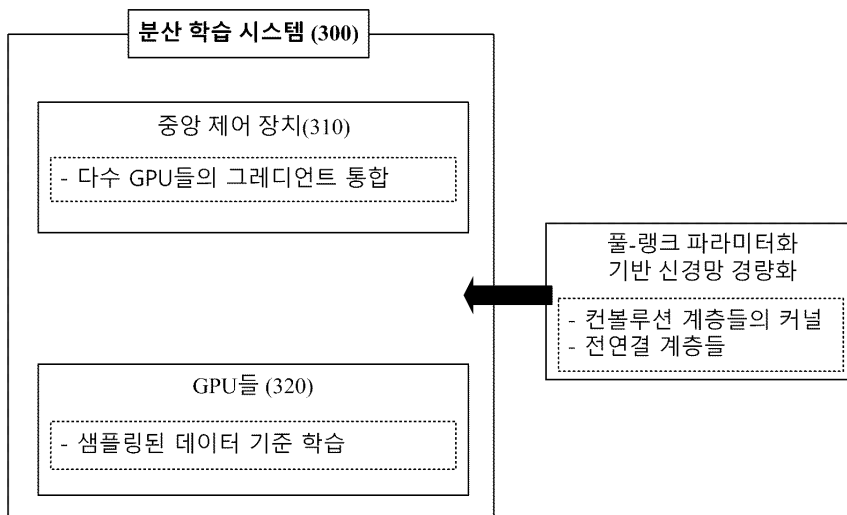 분산 학습 시스템 (300)
중앙 제어 장치(310)
- 다수 GPU들의 그레디언트 통합
풀-랭크 파라미터화
기반 신경망 경량화
- 컨볼루션 계층들의 커널
- 전연결 계층들
GPU들 (320)
- 샘플링된 데이터 기준 학습